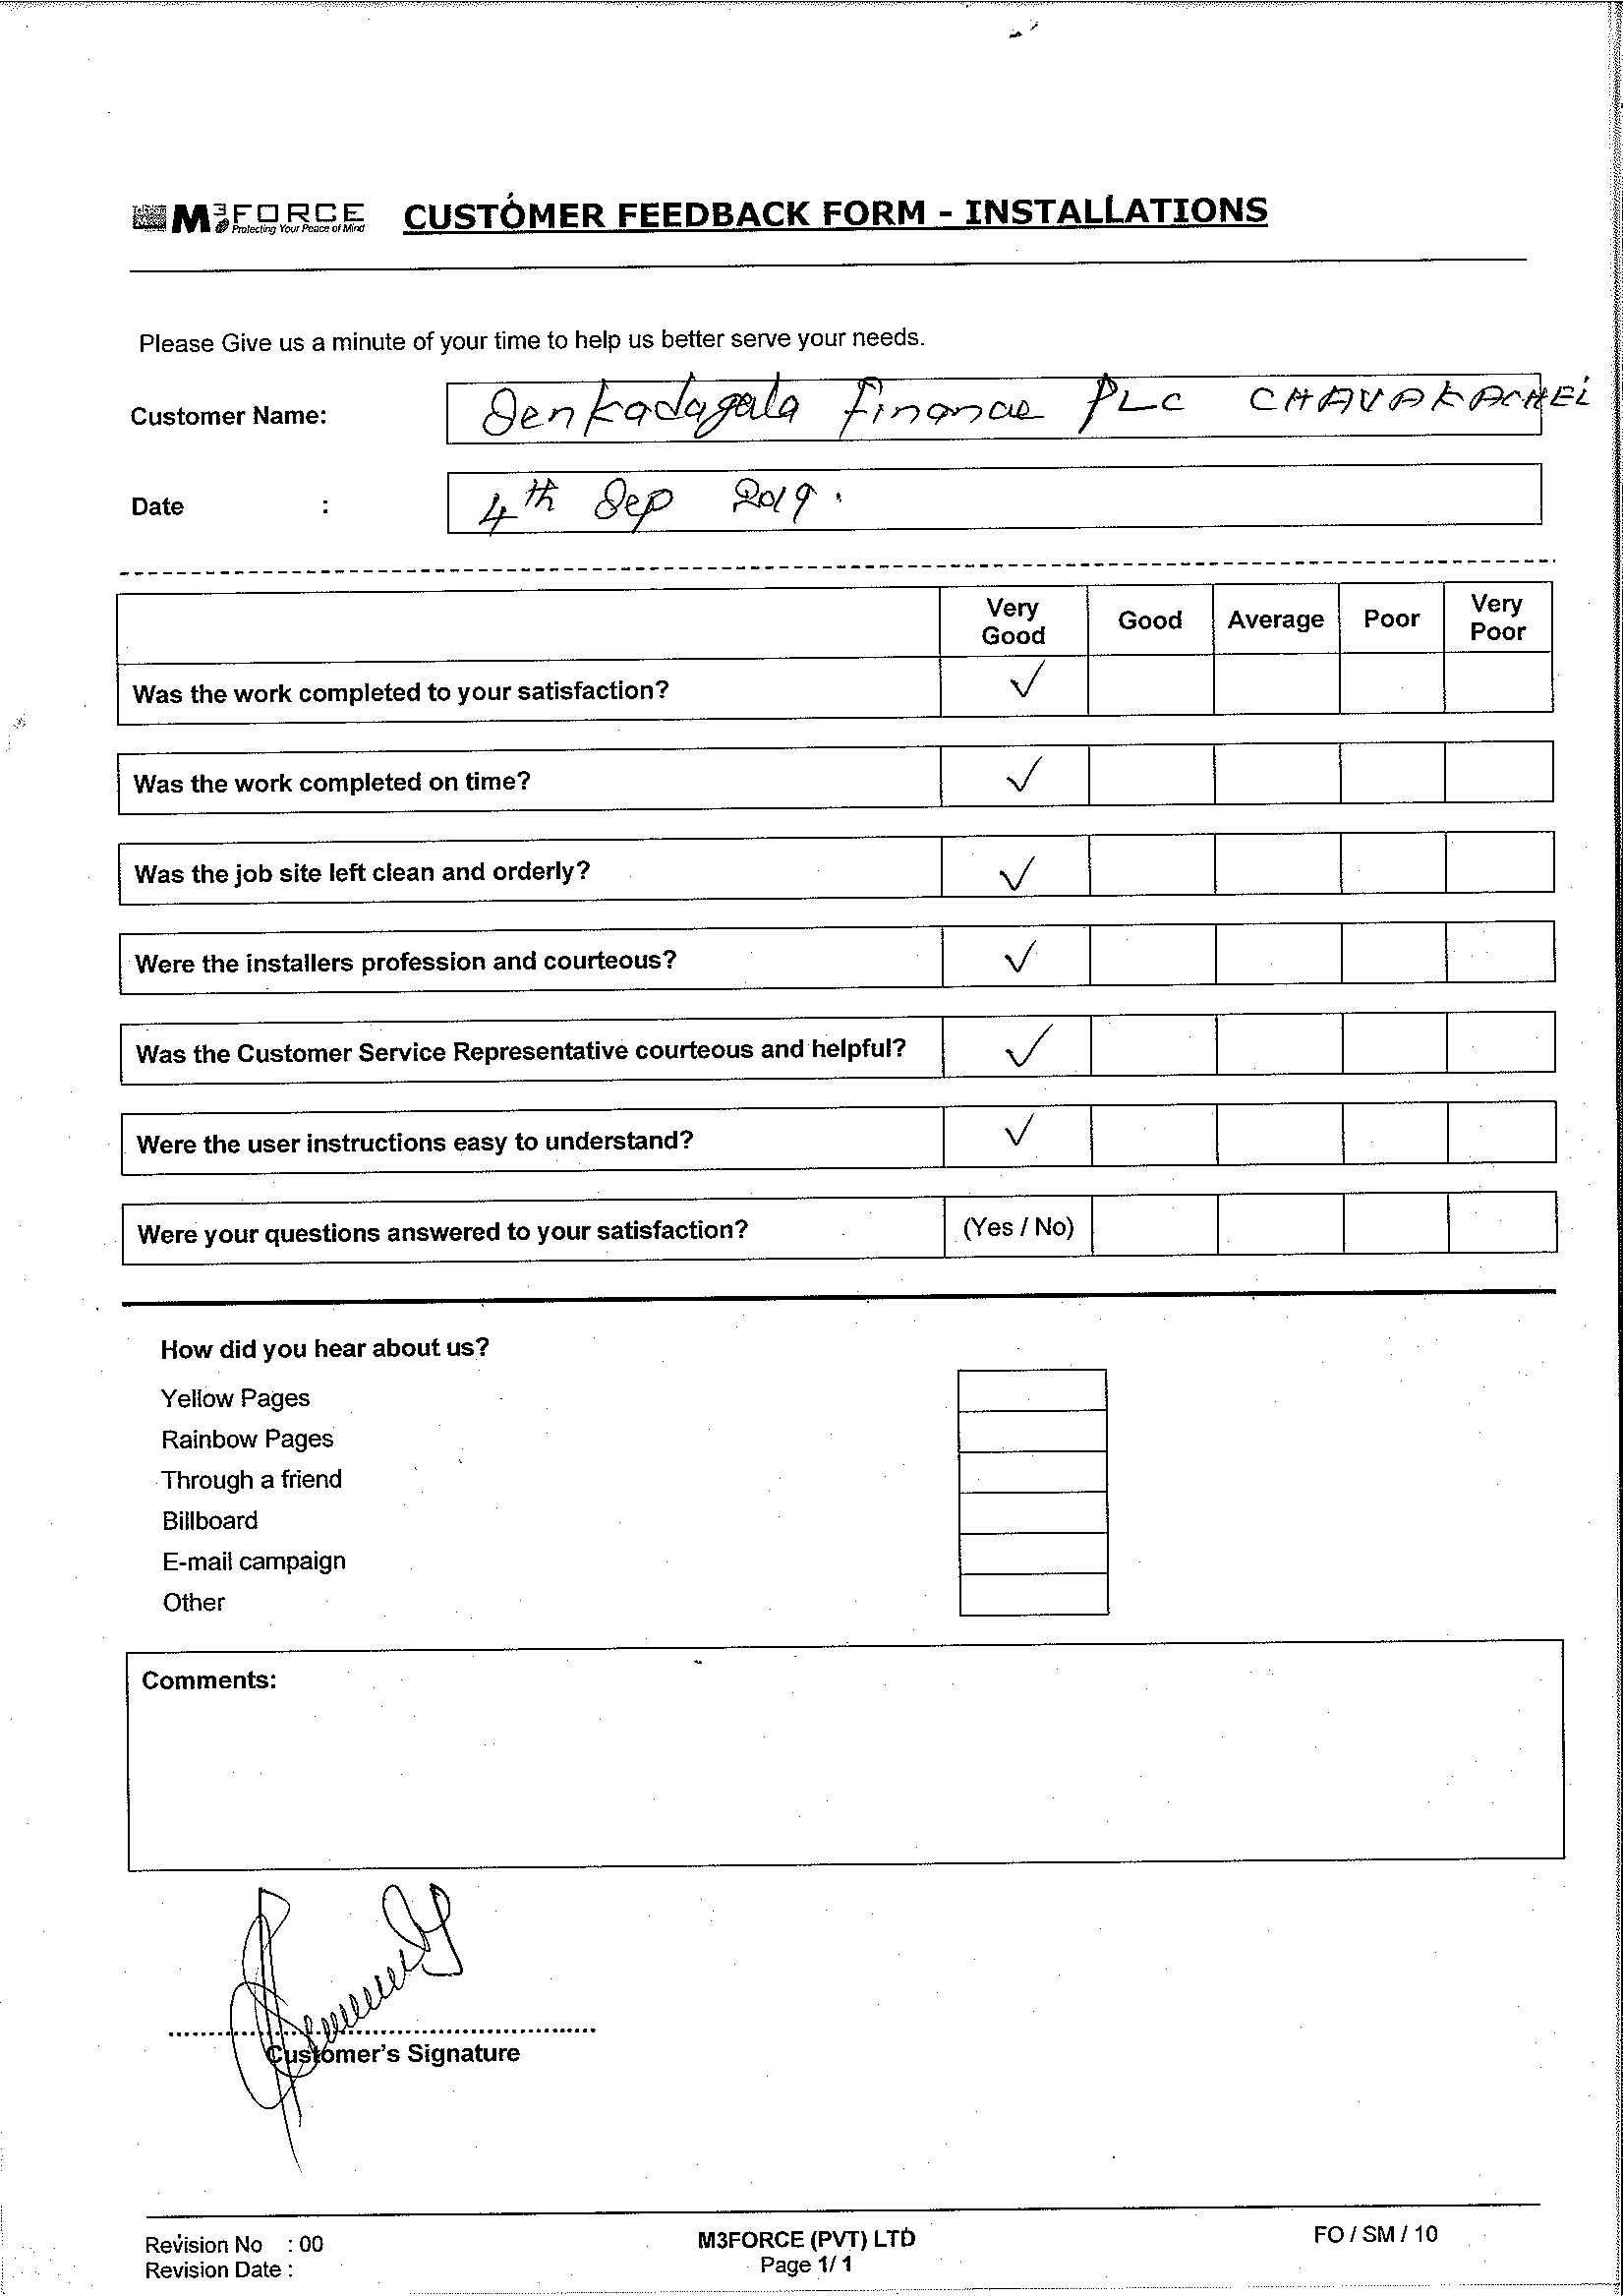 M3FORCE CUSTOMER FEEDBACK FORM - INSTALLATIONS
Protecting Your Peace of Mind
Please Give us a minute of your time to help us better serve your needs.
Customer Name: Senkadagala Finance PLC CHAVAKACHEi
Date : 4th Sep 2019.
Very Good Good Average Poor Very Poor
Was the work completed to your satisfaction? ✓
Was the work completed on time? ✓
Was the job site left clean and orderly? ✓
Were the installers profession and courteous? ✓
Was the Customer Service Representative courteous and helpful? ✓
Were the user instructions easy to understand? ✓
Were your questions answered to your satisfaction? (Yes / No)
How did you hear about us?
Yellow Pages
Rainbow Pages
Through a friend
Billboard
E-mail campaign
Other
Comments:
Customer's Signature
Revision No : 00 M3FORCE (PVT) LTD FO / SM / 10
Revision Date : Page 1/ 1